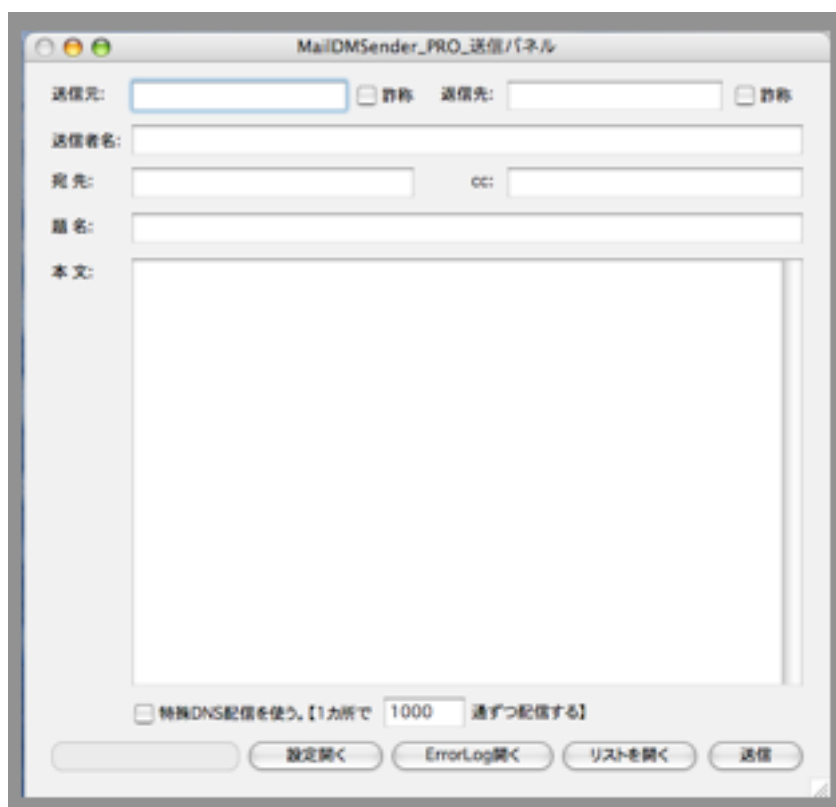 MailDMSender_PRO_送信パネル
送信元: 詐称 返信先: 詐称
送信者名:
宛 先: cc:
題 名:
本 文:
特殊DNS配信を使う。【1カ所で 1000 通ずつ配信する】
設定開く ErrorLog開く リストを開く 送信